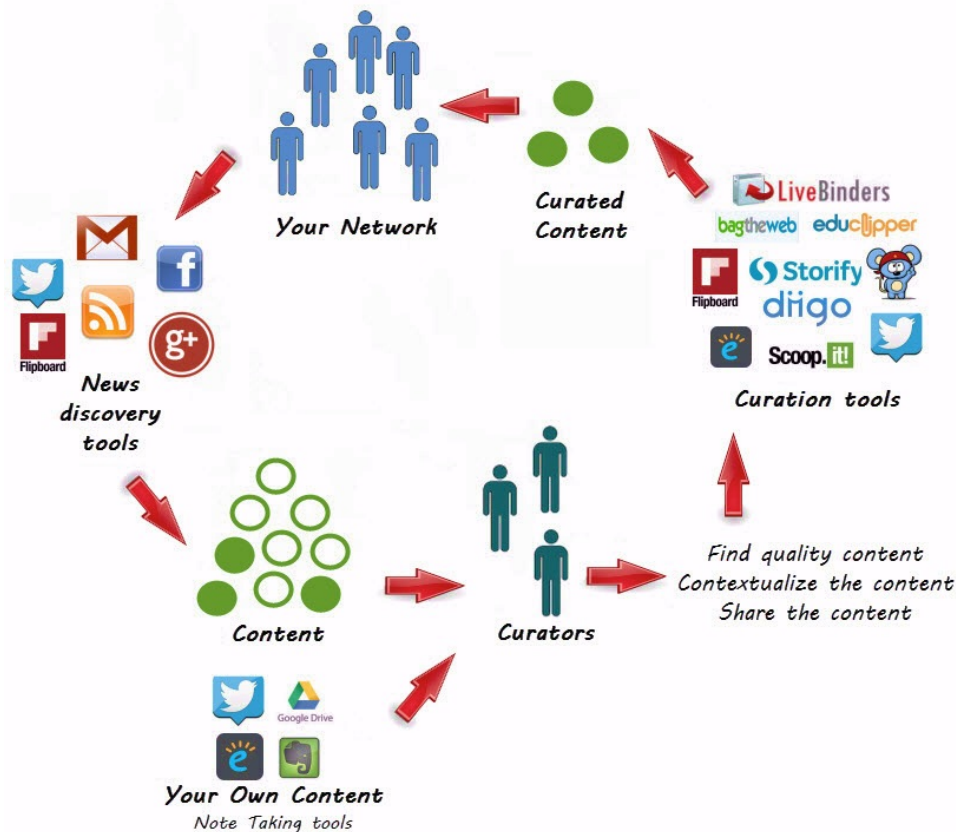 Your Network
Curated
Content
LiveBinders
bagtheweb
educlipper
Flipboard
Storify
diigo
e
Scoop.it!
Curation tools
f
g+
Flipboard
News
discovery
tools
Content
Curators
Find quality content
Contextualize the content
Share the content
Google Drive
e
Your Own Content
Note Taking tools